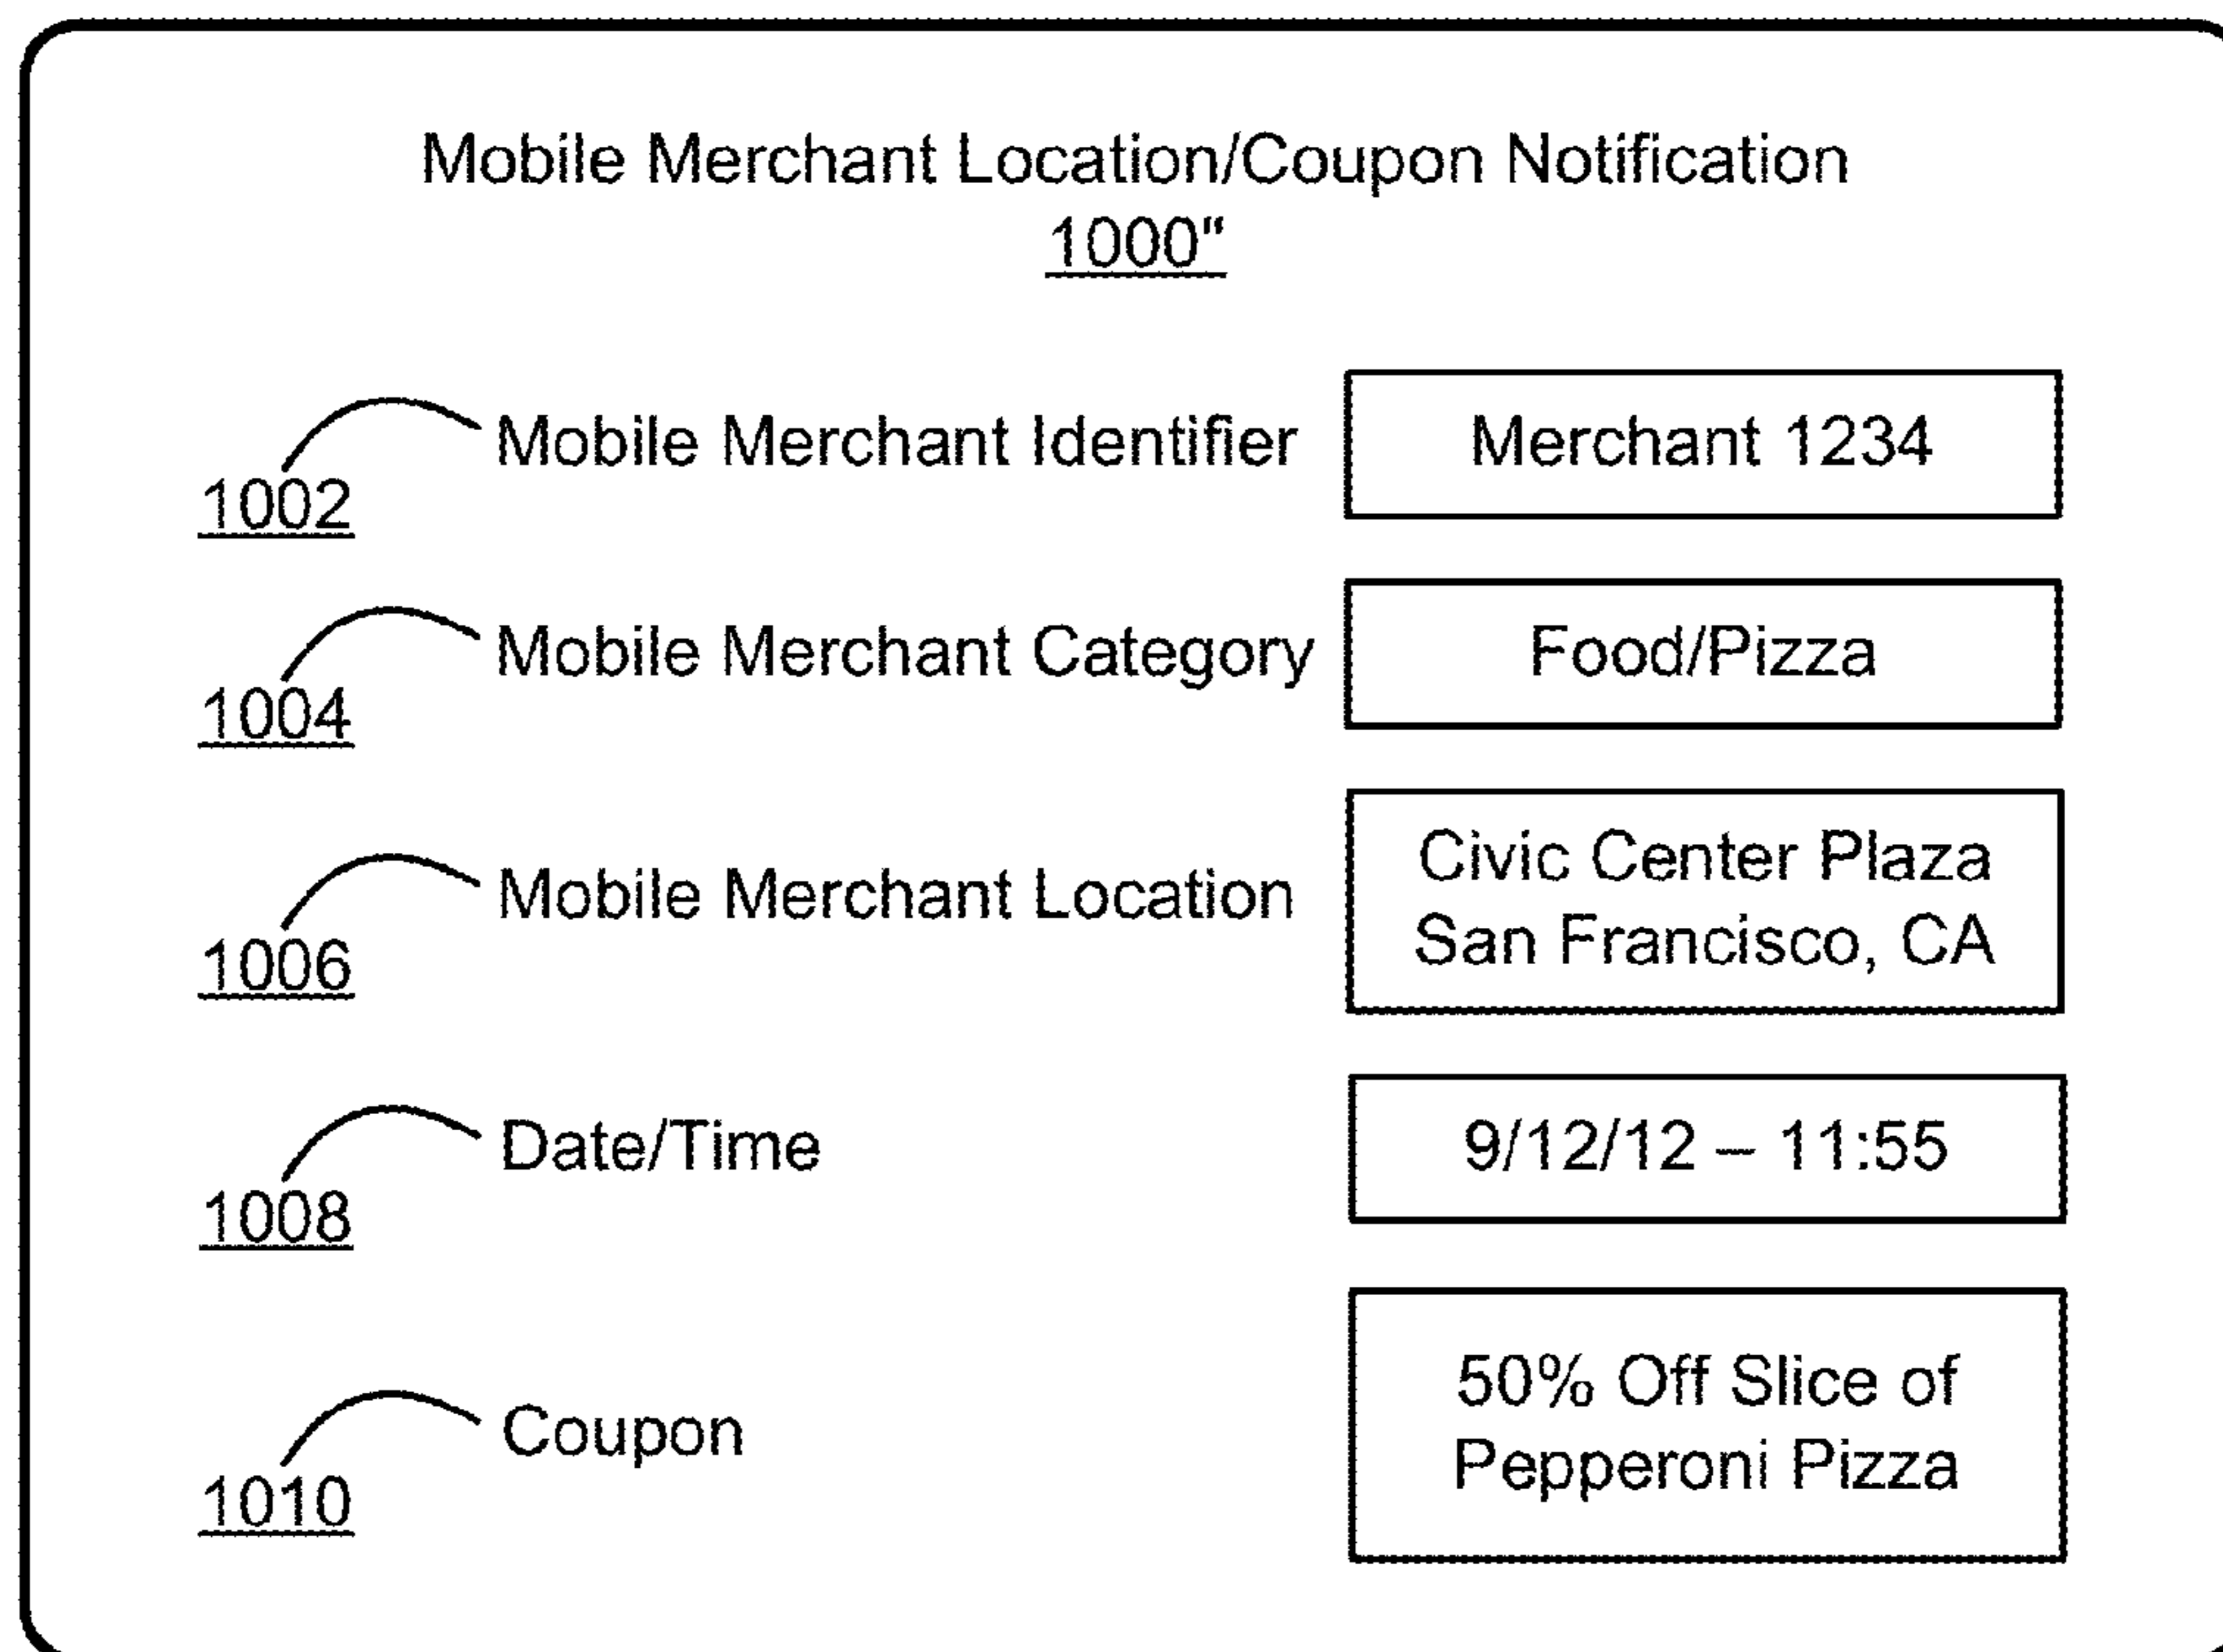 Mobile Merchant Location/Coupon Notification
1000"
Mobile Merchant Identifier
Merchant 1234
1002
Mobile Merchant Category
Food/Pizza
1004
Mobile Merchant Location
Civic Center Plaza
San Francisco, CA
1006
Date/Time
9/12/12 – 11:55
1008
Coupon
50% Off Slice of
Pepperoni Pizza
1010